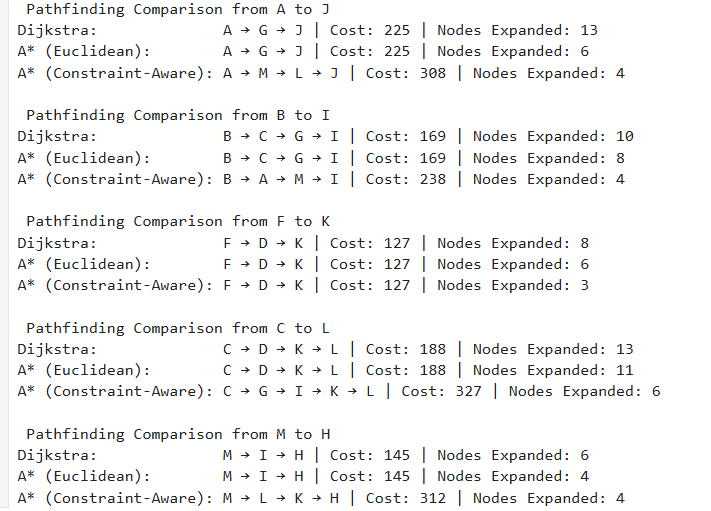 Pathfinding Comparison from A to J
Dijkstra: A → G → J | Cost: 225 | Nodes Expanded: 13
A* (Euclidean): A → G → J | Cost: 225 | Nodes Expanded: 6
A* (Constraint-Aware): A → M → L → J | Cost: 308 | Nodes Expanded: 4
Pathfinding Comparison from B to I
Dijkstra: B → C → G → I | Cost: 169 | Nodes Expanded: 10
A* (Euclidean): B → C → G → I | Cost: 169 | Nodes Expanded: 8
A* (Constraint-Aware): B → A → M → I | Cost: 238 | Nodes Expanded: 4
Pathfinding Comparison from F to K
Dijkstra: F → D → K | Cost: 127 | Nodes Expanded: 8
A* (Euclidean): F → D → K | Cost: 127 | Nodes Expanded: 6
A* (Constraint-Aware): F → D → K | Cost: 127 | Nodes Expanded: 3
Pathfinding Comparison from C to L
Dijkstra: C → D → K → L | Cost: 188 | Nodes Expanded: 13
A* (Euclidean): C → D → K → L | Cost: 188 | Nodes Expanded: 11
A* (Constraint-Aware): C → G → I → K → L | Cost: 327 | Nodes Expanded: 6
Pathfinding Comparison from M to H
Dijkstra: M → I → H | Cost: 145 | Nodes Expanded: 6
A* (Euclidean): M → I → H | Cost: 145 | Nodes Expanded: 4
A* (Constraint-Aware): M → L → K → H | Cost: 312 | Nodes Expanded: 4